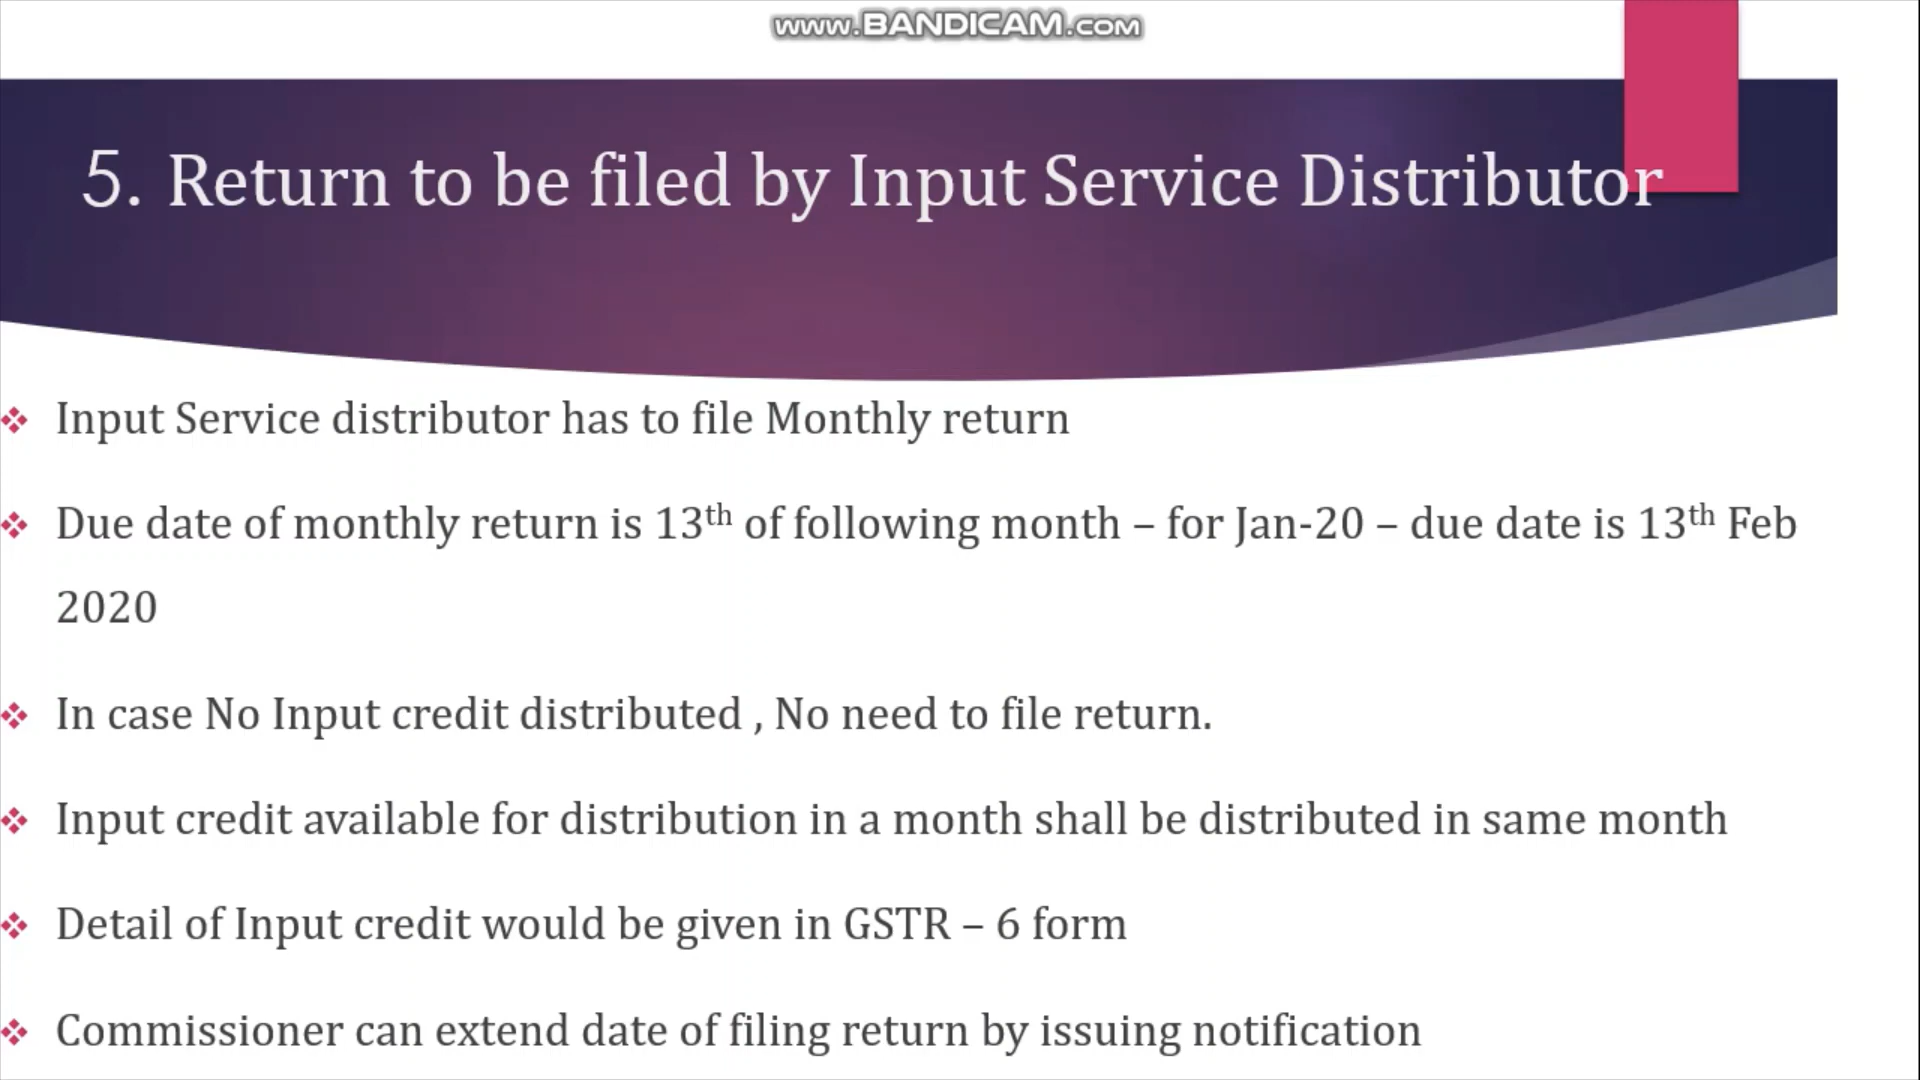 www.BANDICAM.com
5. Return to be filed by Input Service Distributor
Input Service distributor has to file Monthly return
Due date of monthly return is 13th of following month – for Jan-20 – due date is 13th Feb
2020
In case No Input credit distributed , No need to file return.
Input credit available for distribution in a month shall be distributed in same month
Detail of Input credit would be given in GSTR – 6 form
Commissioner can extend date of filing return by issuing notification